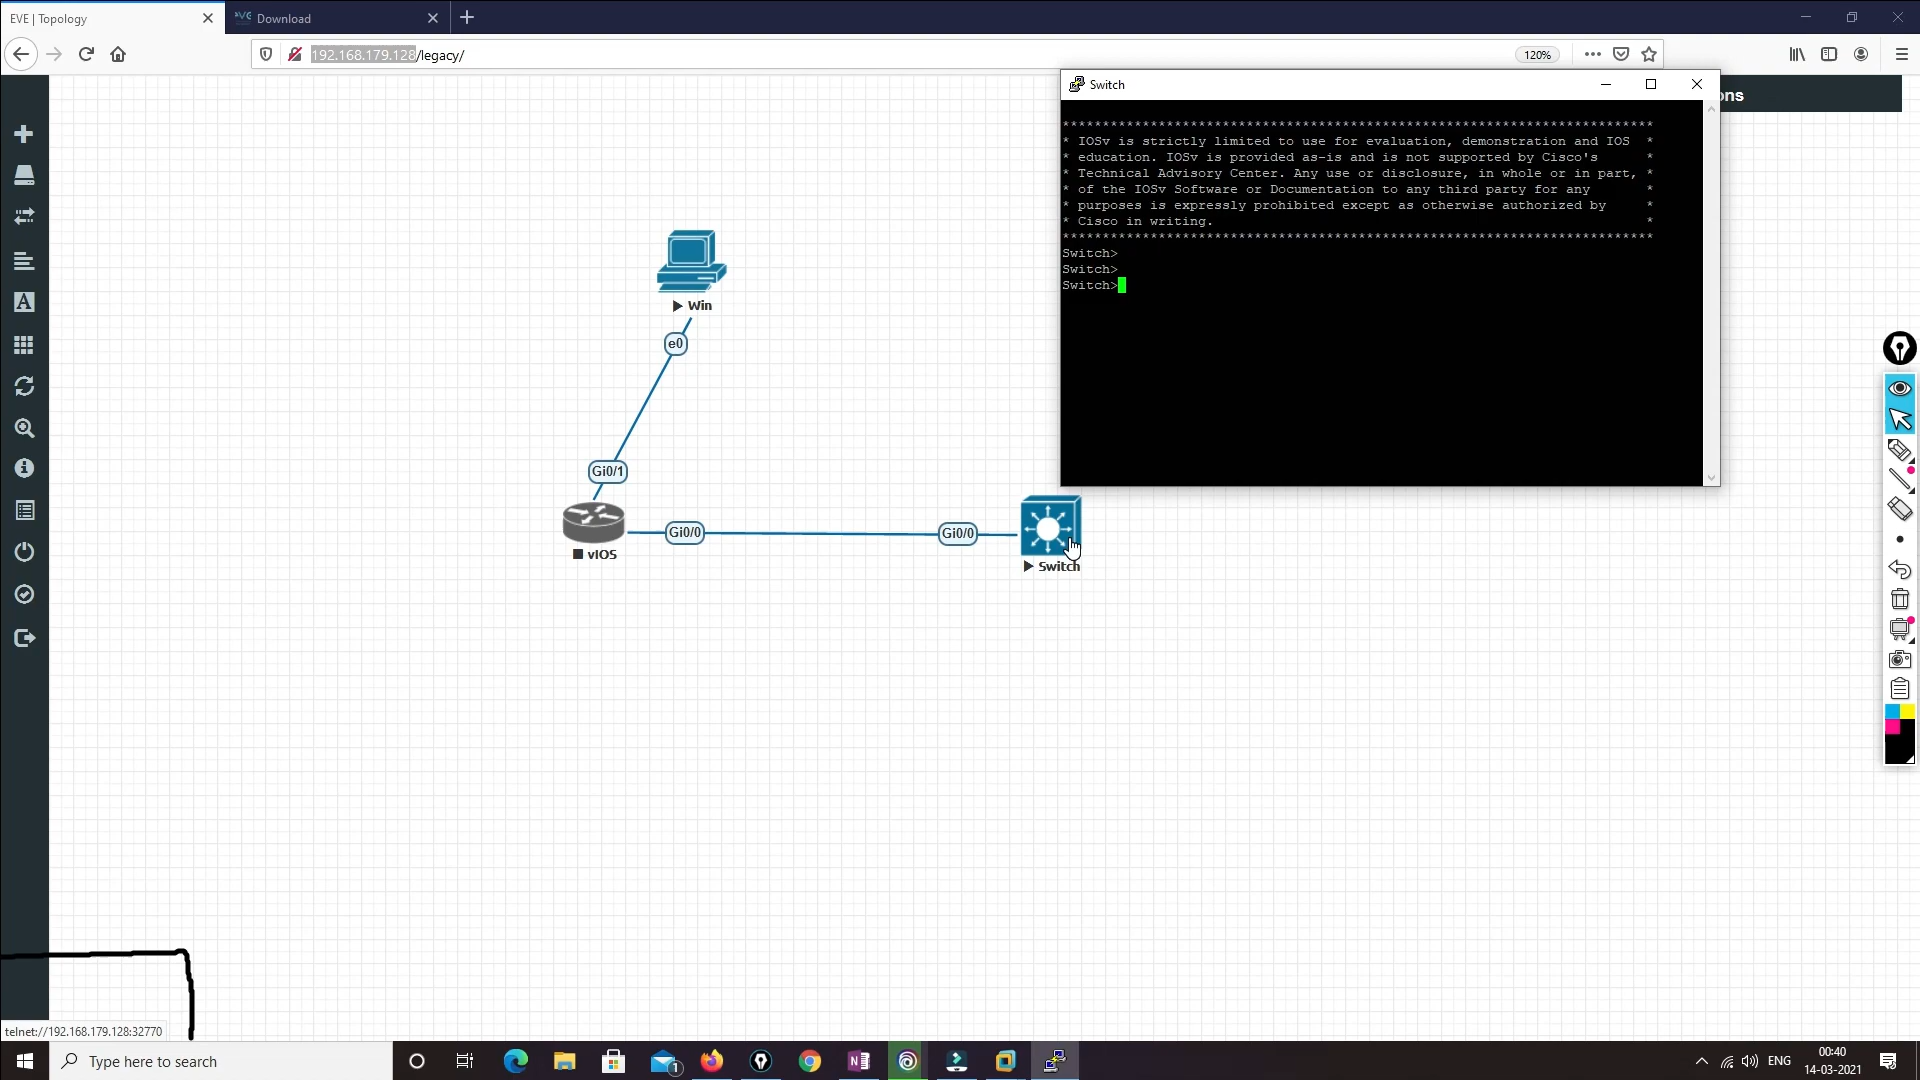 EVE | Topology
Download
192.168.179.128/legacy/
120%
Switch
ons
******************************************************************************
* IOSv is strictly limited to use for evaluation, demonstration and IOS *
* education. IOSv is provided as-is and is not supported by Cisco's *
* Technical Advisory Center. Any use or disclosure, in whole or in part, *
* of the IOSv Software or Documentation to any third party for any *
* purposes is expressly prohibited except as otherwise authorized by *
* Cisco in writing. *
******************************************************************************
Switch>
Switch>
Switch>
Win
e0
Gi0/1
Gi0/0
Gi0/0
vIOS
Switch
telnet://192.168.179.128:32770
Type here to search
1
N
ENG
00:40
14-03-2021